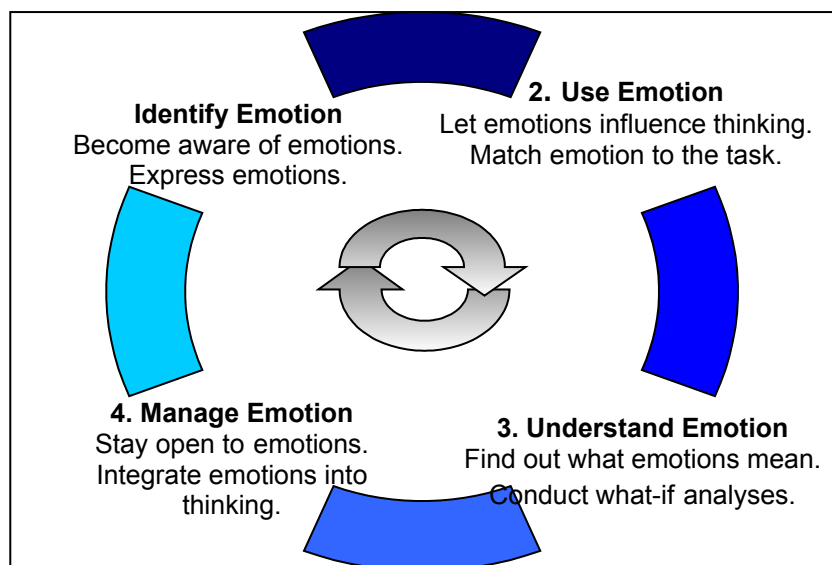 Identify Emotion
Become aware of emotions.
Express emotions.
2. Use Emotion
Let emotions influence thinking.
Match emotion to the task.
3. Understand Emotion
Find out what emotions mean.
Conduct what-if analyses.
4. Manage Emotion
Stay open to emotions.
Integrate emotions into
thinking.